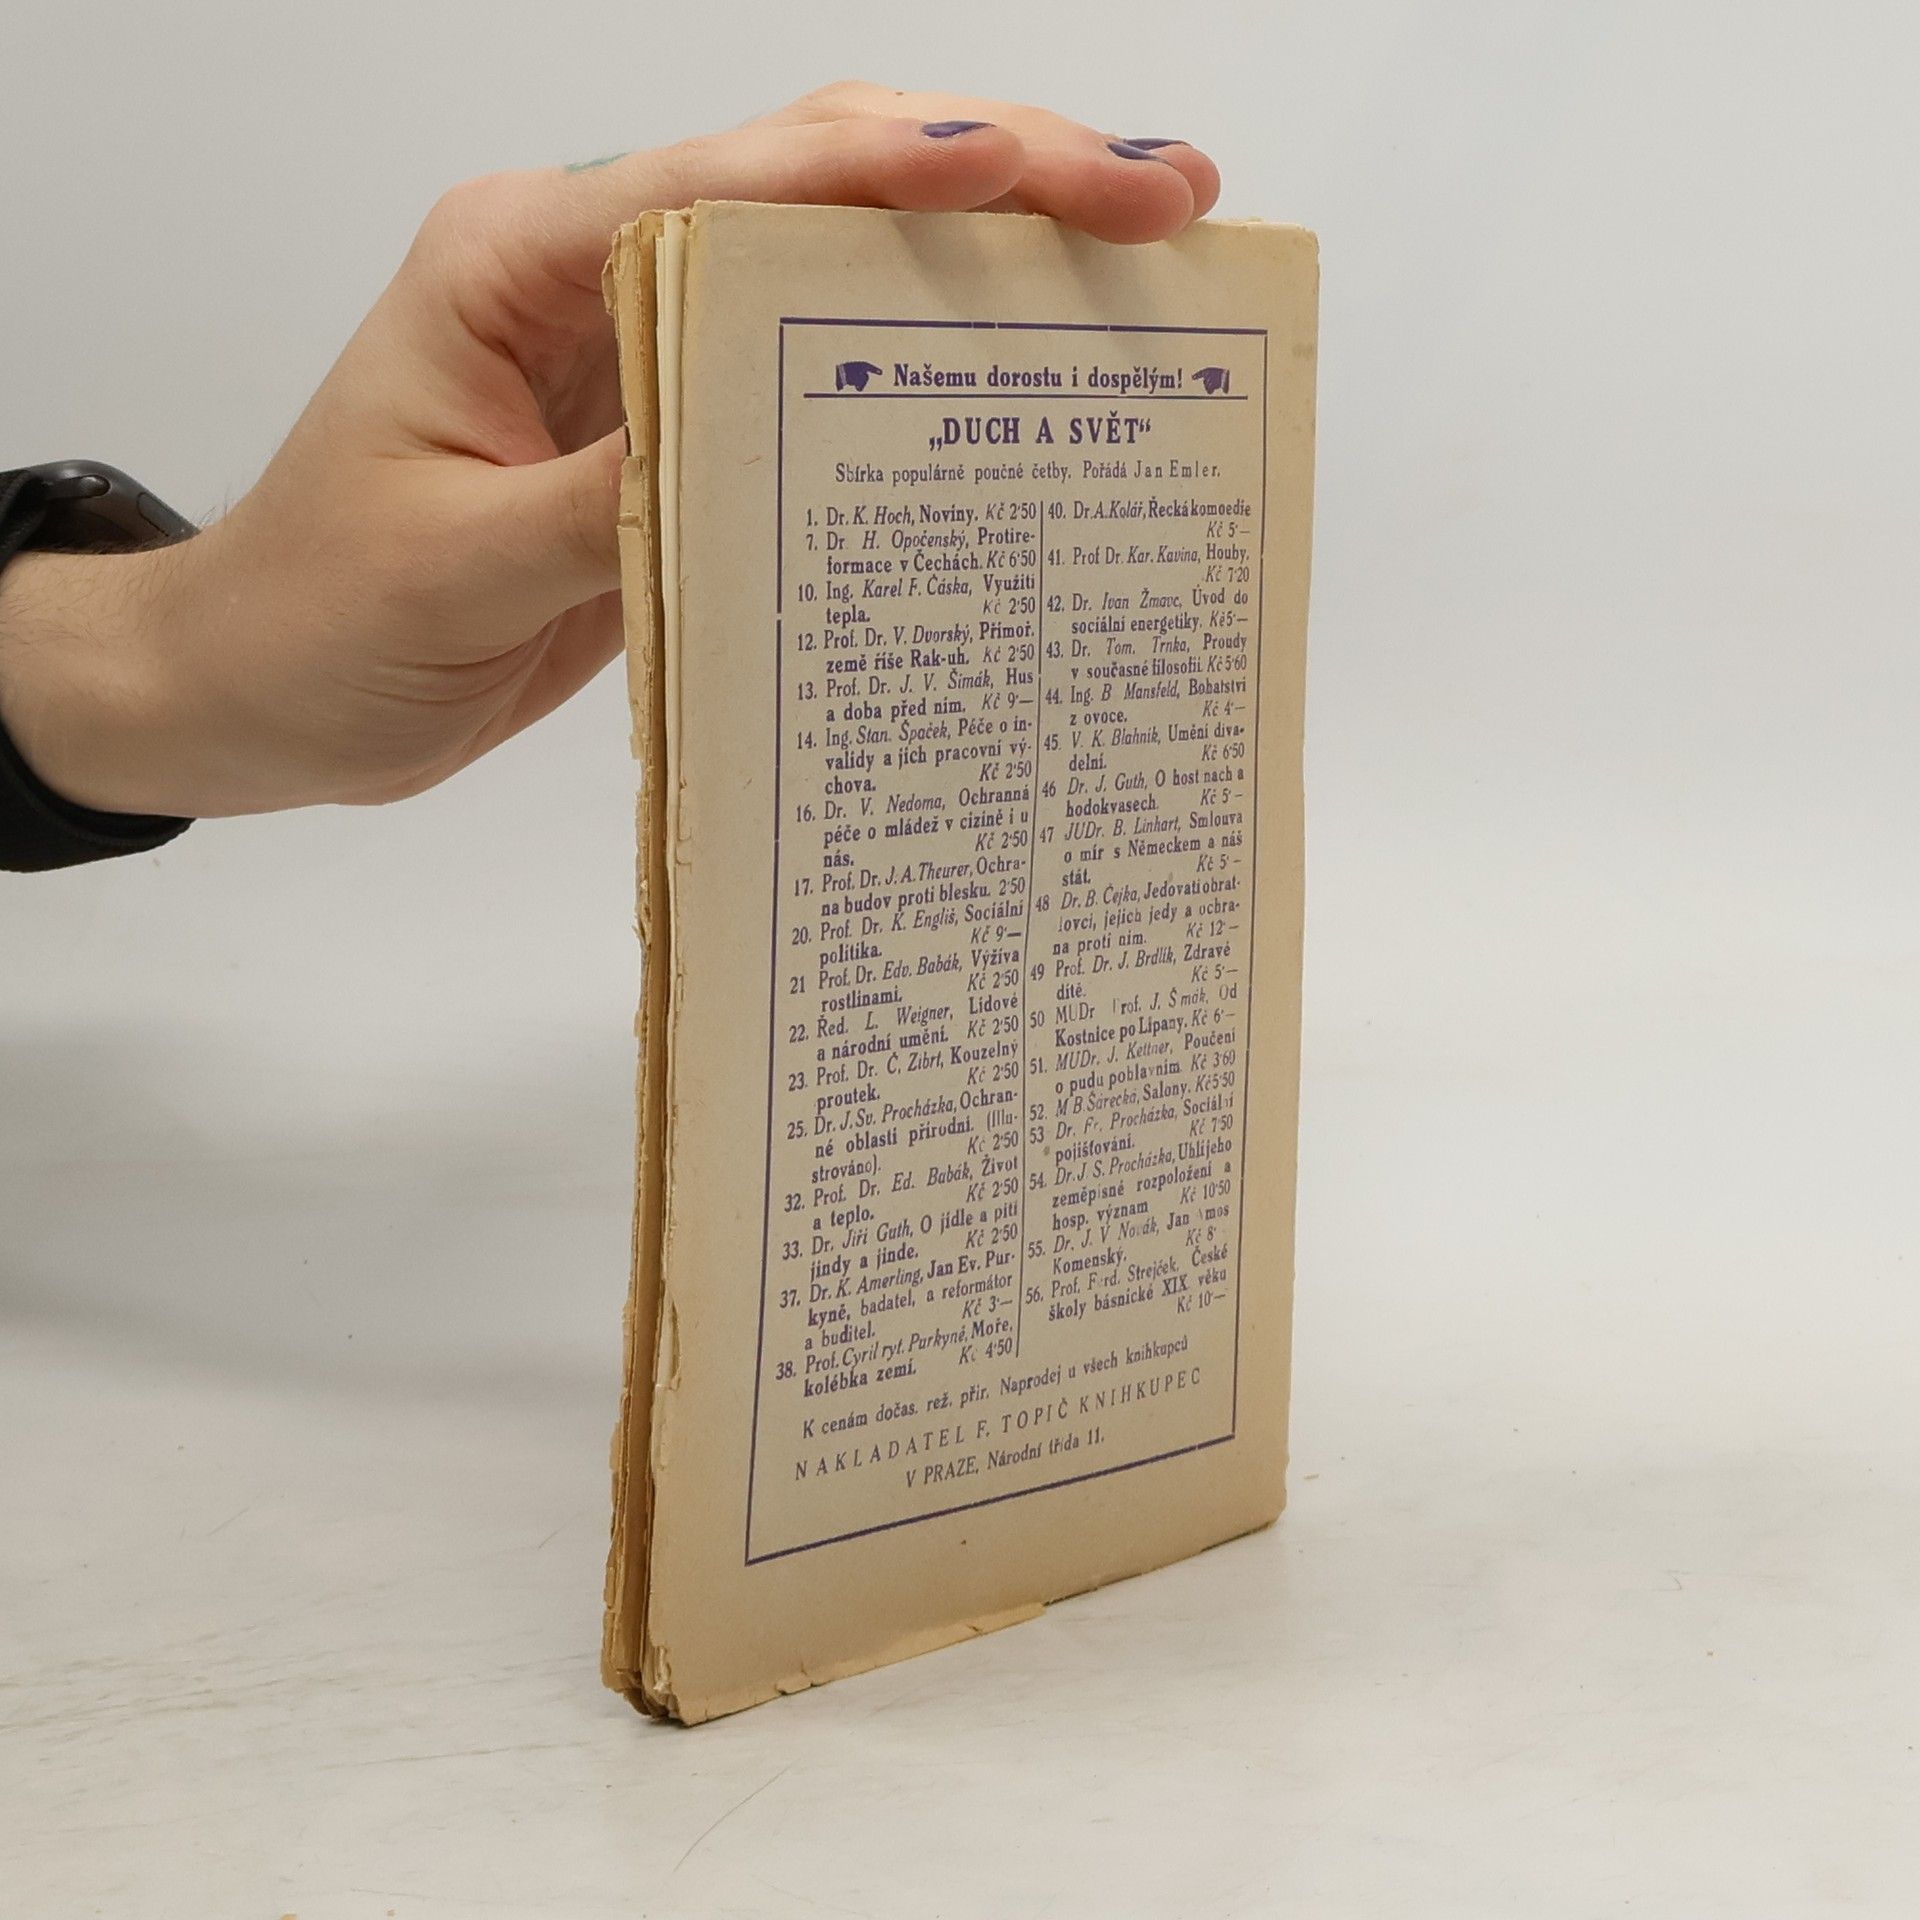 Našemu dorostu i dospělým!
„DUCH A SVĚT“
Sbírka populárně poučné četby. Pořádá Jan Emler.
1. Dr. K. Hoch, Noviny. Kč 2·50
7. Dr H. Opočenský, Protire-
formace v Čechách. Kč 6·50
10. Ing. Karel F. Čáska, Využití
tepla. Kč 2·50
12. Prof. Dr. V. Dvorský, Přímoř.
země říše Rak-uh. Kč 2·50
13. Prof. Dr. J. V. Šimák, Hus
a doba před ním. Kč 9·—
14. Ing. Stan. Špaček, Péče o in-
validy a jich pracovní vý-
chova. Kč 2·50
16. Dr. V. Nedoma, Ochranná
péče o mládež v cizině i u
nás. Kč 2·50
17. Prof. Dr. J. A. Theurer, Ochra-
na budov proti blesku. 2·50
20. Prof. Dr. K. Engliš, Sociální
politika. Kč 9·—
21 Prof. Dr. Edv. Babák, Výživa
rostlinami. Kč 2·50
22. Řed. L. Weigner, Lidové
a národní umění. Kč 2·50
23. Prof. Dr. Č. Zibrt, Kouzelný
proutek. Kč 2·50
25. Dr. J. Sv. Procházka, Ochran-
né oblasti přírodní. (Illu-
strováno). Kč 2·50
32. Prof. Dr. Ed. Babák, Život
a teplo. Kč 2·50
33. Dr. Jiří Guth, O jídle a pití
jindy a jinde. Kč 2·50
37. Dr. K. Amerling, Jan Ev. Pur-
kyně, badatel, a reformátor
a buditel. Kč 3·—
38. Prof. Cyril ryt. Purkyně, Moře,
kolébka zemí. Kč 4·50
40. Dr. A. Kolář, Řecká komoedie
Kč 5·—
41. Prof Dr. Kar. Kavina, Houby.
Kč 7·20
42. Dr. Ivan Žmavc, Úvod do
sociální energetiky. Kč 5·—
43. Dr. Tom. Trnka, Proudy
v současné filosofii. Kč 5·60
44. Ing. B Mansfeld, Bohatství
z ovoce. Kč 4·—
45. V. K. Blahník, Umění diva-
delní. Kč 6·50
46 Dr. J. Guth, O host nach a
hodokvasech. Kč 5·—
47 JUDr. B. Linhart, Smlouva
o mír s Německem a náš
stát. Kč 5·—
48 Dr. B. Čejka, Jedovatí obrat-
lovci, jejich jedy a ochra-
na proti nim. Kč 12·—
49 Prof. Dr. J. Brdlík, Zdravé
dítě. Kč 5·—
50 MUDr Prof. J. Šimák, Od
Kostnice po Lipany. Kč 6·—
51. MUDr. J. Kettner, Poučení
o pudu pohlavním Kč 3·60
52. M B. Šárecká, Salony. Kč 5·50
53 Dr. Fr. Procházka, Sociální
pojišťování. Kč 7·50
54. Dr. J. S. Procházka, Uhlí jeho
zeměpisné rozpoložení a
hosp. význam Kč 10·50
55. Dr. J. V Novák, Jan Amos
Komenský. Kč 8·
56. Prof. Ferd. Strejček, České
školy básnické XIX. věku
Kč 10·—
K cenám dočas. rež. přir. Naprodej u všech knihkupců
NAKLADATEL F. TOPIČ KNIHKUPEC
V PRAZE, Národní třída 11.